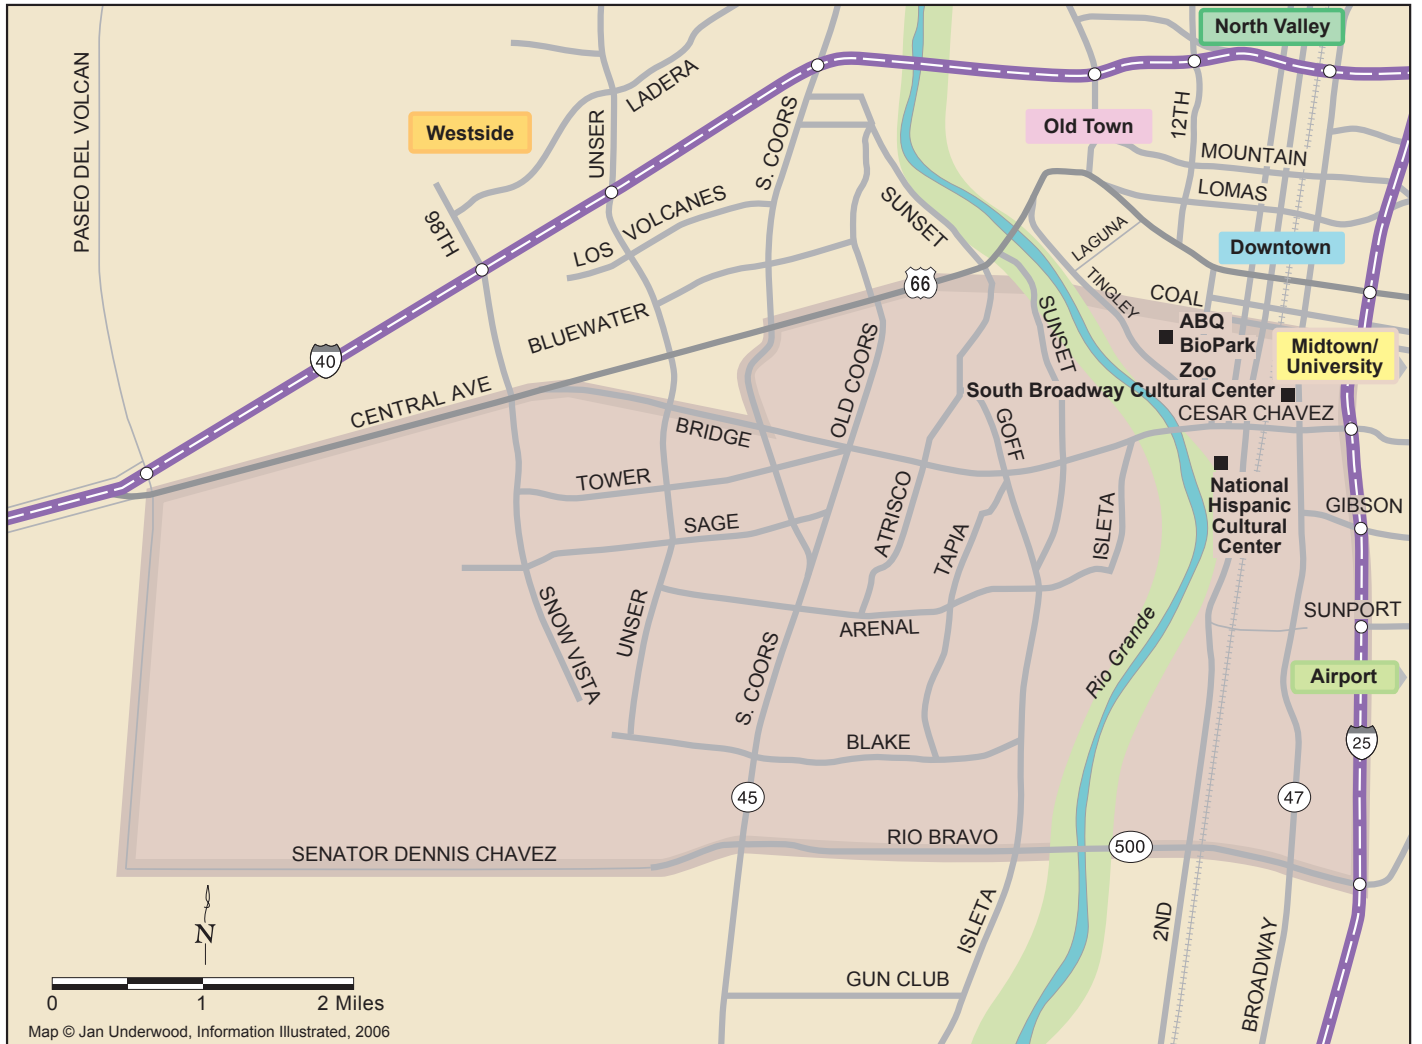 North Valley
PASEO DEL VOLCAN
LADERA
Westside
UNSER
S. COORS
Old Town
12TH
MOUNTAIN
LOMAS
98TH
LOS VOLCANES
SUNSET
LAGUNA
Downtown
TINGLEY
COAL
66
BLUEWATER
SUNSET
ABQ
BioPark
Zoo
Midtown/
University
40
CENTRAL AVE
OLD COORS
South Broadway Cultural Center
CESAR CHAVEZ
BRIDGE
GOFF
TOWER
SAGE
ATRISCO
TAPIA
ISLETA
National
Hispanic
Cultural
Center
GIBSON
SNOW VISTA
UNSER
ARENAL
SUNPORT
Rio Grande
S. COORS
Airport
BLAKE
25
45
47
SENATOR DENNIS CHAVEZ
RIO BRAVO
500
N
ISLETA
2ND
BROADWAY
GUN CLUB
0 1 2 Miles
Map © Jan Underwood, Information Illustrated, 2006